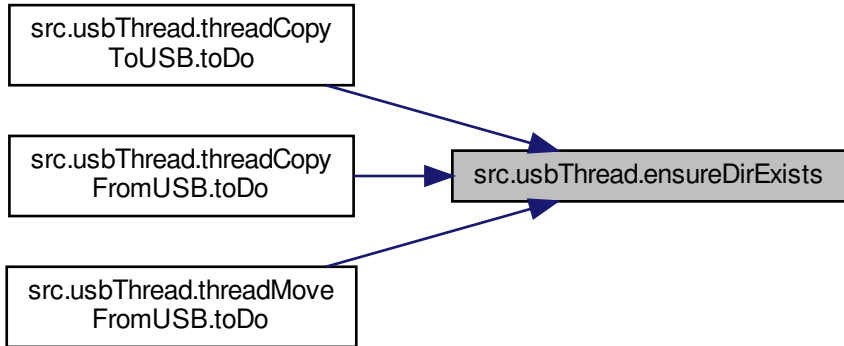 src.usbThread.threadCopy
ToUSB.toDo
src.usbThread.threadCopy
FromUSB.toDo
src.usbThread.ensureDirExists
src.usbThread.threadMove
FromUSB.toDo